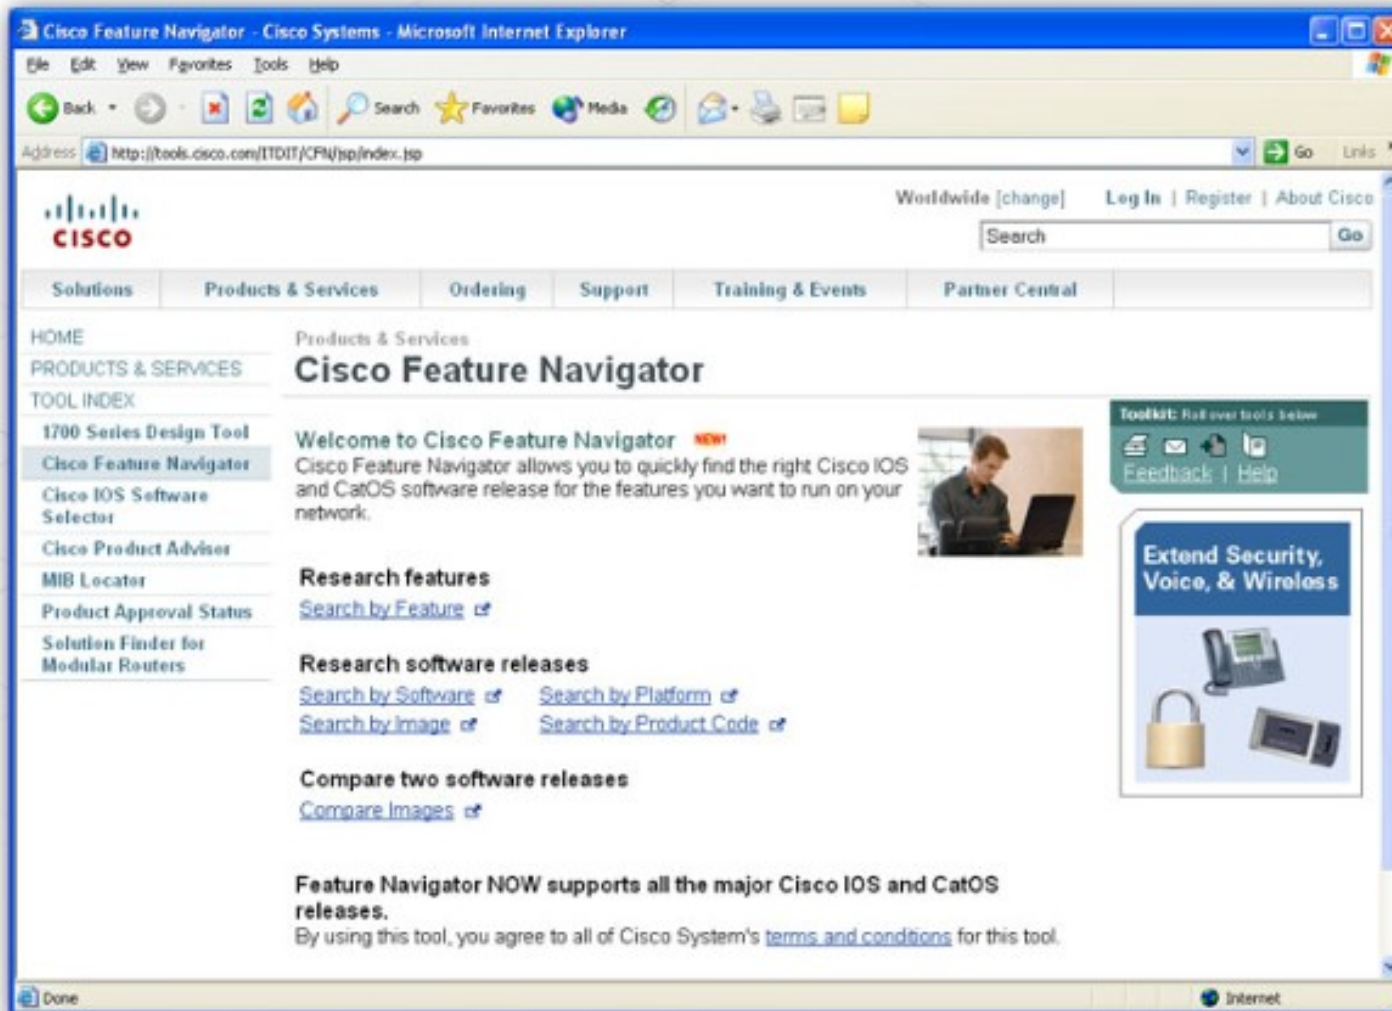 Cisco Feature Navigator - Cisco Systems - Microsoft Internet Explorer
File Edit View Favorites Tools Help
Back Search Favorites Media
Address http://tools.cisco.com/ITDIT/CFN/jsp/index.jsp Go Links
CISCO
Worldwide [change] Log In | Register | About Cisco
Search Go
Solutions Products & Services Ordering Support Training & Events Partner Central
HOME
PRODUCTS & SERVICES
TOOL INDEX
1700 Series Design Tool
Cisco Feature Navigator
Cisco IOS Software
Selector
Cisco Product Advisor
MIB Locator
Product Approval Status
Solution Finder for
Modular Routers
Products & Services
Cisco Feature Navigator
Welcome to Cisco Feature Navigator NEW!
Cisco Feature Navigator allows you to quickly find the right Cisco IOS
and CatOS software release for the features you want to run on your
network.
Research features
Search by Feature
Research software releases
Search by Software Search by Platform
Search by Image Search by Product Code
Compare two software releases
Compare Images
Feature Navigator NOW supports all the major Cisco IOS and CatOS
releases.
By using this tool, you agree to all of Cisco System's terms and conditions for this tool.
Toolkit: Roll over tools below
Feedback | Help
Extend Security,
Voice, & Wireless
Done Internet